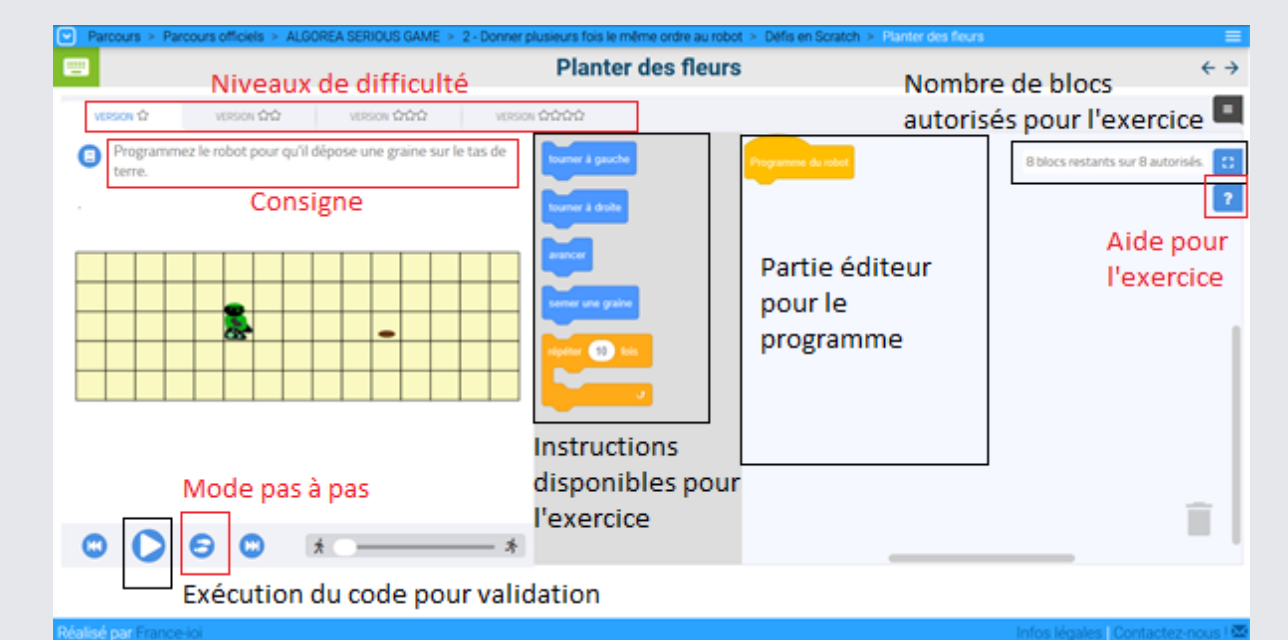 Parcours > Parcours officiels > ALGOREA SERIOUS GAME > 2 - Donner plusieurs fois le même ordre au robot > Défis en Scratch > Planter des fleurs
Planter des fleurs
Niveaux de difficulté
Nombre de blocs
autorisés pour l'exercice
VERSION
VERSION
VERSION
VERSION
Programmez le robot pour qu'il dépose une graine sur le tas de
terre.
Consigne
tourner à gauche
tourner à droite
avancer
semer une graine
répéter 10 fois
Programme du robot
8 blocs restants sur 8 autorisés.
?
Aide pour
l'exercice
Partie éditeur
pour le
programme
Instructions
disponibles pour
l'exercice
Mode pas à pas
Exécution du code pour validation
Réalisé par France-ioi
Infos légales | Contactez-nous !